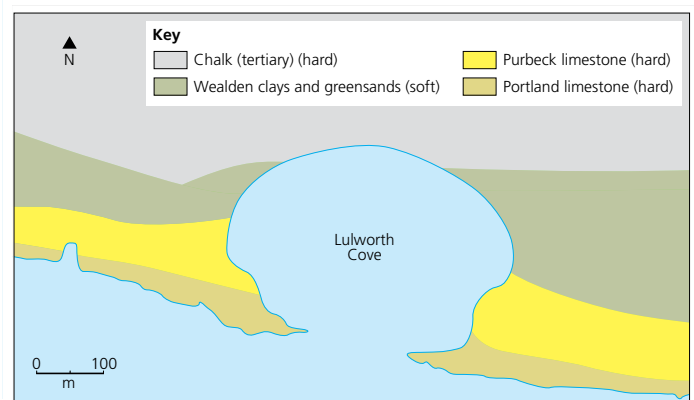 Key
N
Chalk (tertiary) (hard)
Purbeck limestone (hard)
Wealden clays and greensands (soft)
Portland limestone (hard)
Lulworth
Cove
0 100
m